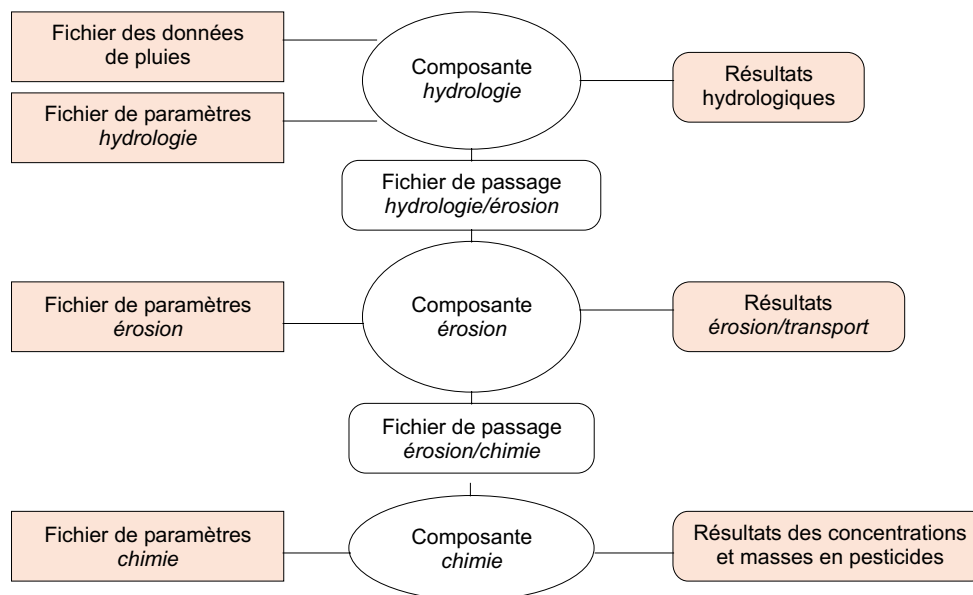 Fichier des données
de pluies
Composante
hydrologie
Résultats
hydrologiques
Fichier de paramètres
hydrologie
Fichier de passage
hydrologie/érosion
Fichier de paramètres
érosion
Composante
érosion
Résultats
érosion/transport
Fichier de passage
érosion/chimie
Fichier de paramètres
chimie
Composante
chimie
Résultats des concentrations
et masses en pesticides